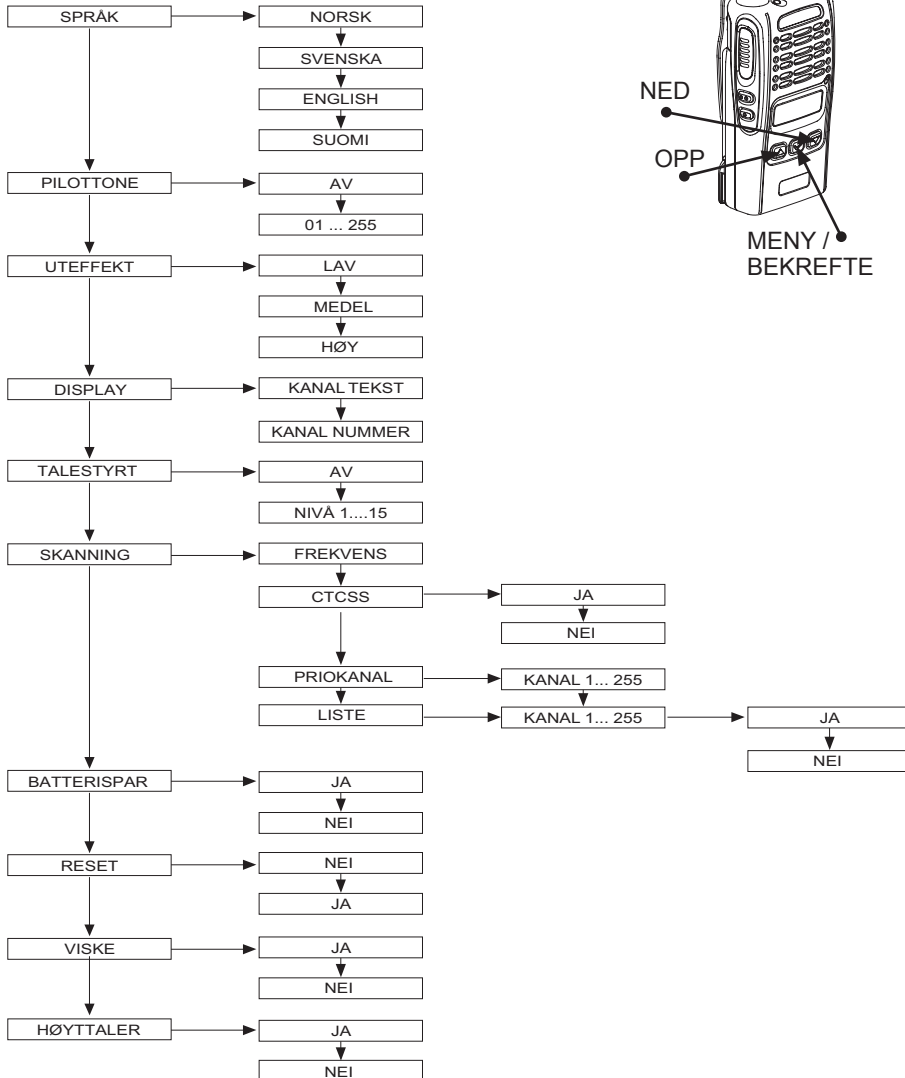 SPRÅK
NORSK
SVENSKA
ENGLISH
SUOMI
NED
OPP
MENY /
BEKREFTE
PILOTTONE
AV
01 ... 255
UTEFFEKT
LAV
MEDEL
HØY
DISPLAY
KANAL TEKST
KANAL NUMMER
TALESTYRT
AV
NIVÅ 1....15
SKANNING
FREKVENS
CTCSS
JA
NEI
PRIOKANAL
KANAL 1... 255
LISTE
KANAL 1... 255
JA
NEI
BATTERISPAR
JA
NEI
RESET
NEI
JA
VISKE
JA
NEI
HØYTTALER
JA
NEI